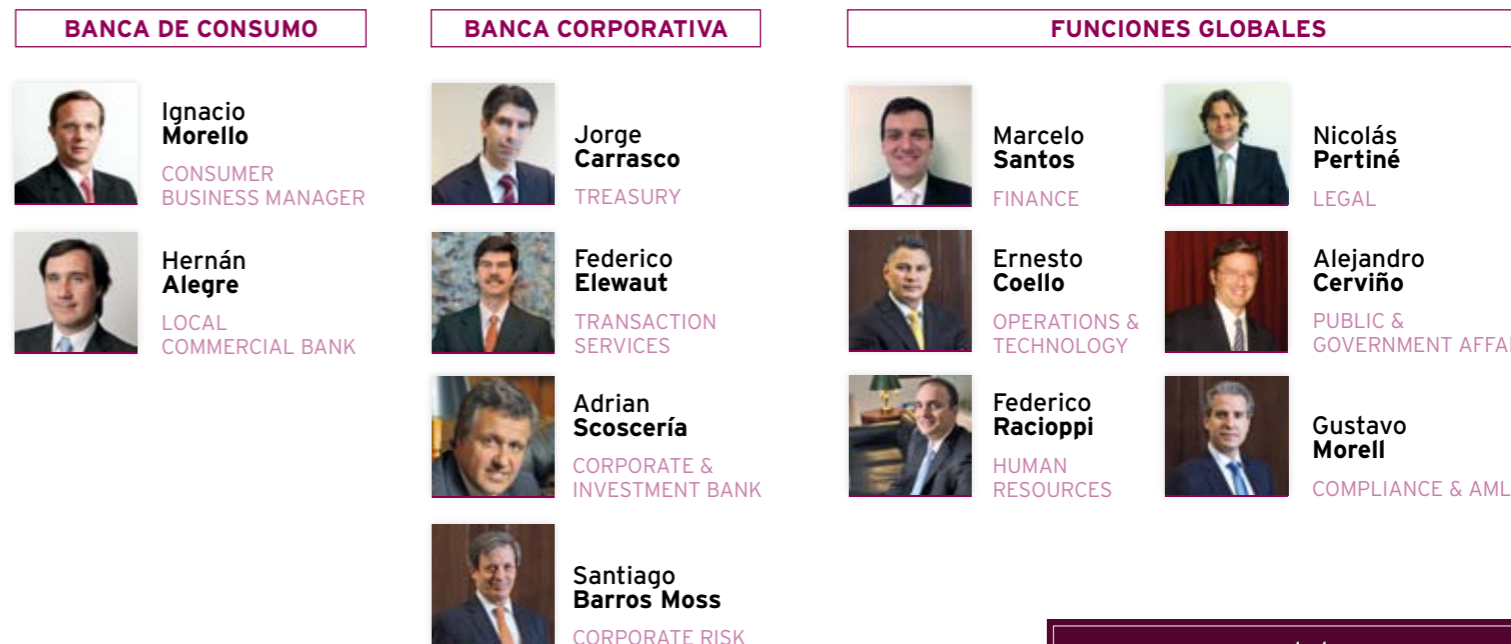 BANCA DE CONSUMO
Ignacio
Morello
CONSUMER
BUSINESS MANAGER
Hernán
Alegre
LOCAL
COMMERCIAL BANK
BANCA CORPORATIVA
Jorge
Carrasco
TREASURY
Federico
Elewaut
TRANSACTION
SERVICES
Adrian
Scoscería
CORPORATE &
INVESTMENT BANK
Santiago
Barros Moss
CORPORATE RISK
FUNCIONES GLOBALES
Marcelo
Santos
FINANCE
Ernesto
Coello
OPERATIONS &
TECHNOLOGY
Federico
Racioppi
HUMAN
RESOURCES
Nicolás
Pertiné
LEGAL
Alejandro
Cerviño
PUBLIC &
GOVERNMENT
Gustavo
Morell
COMPLIANCE & AML